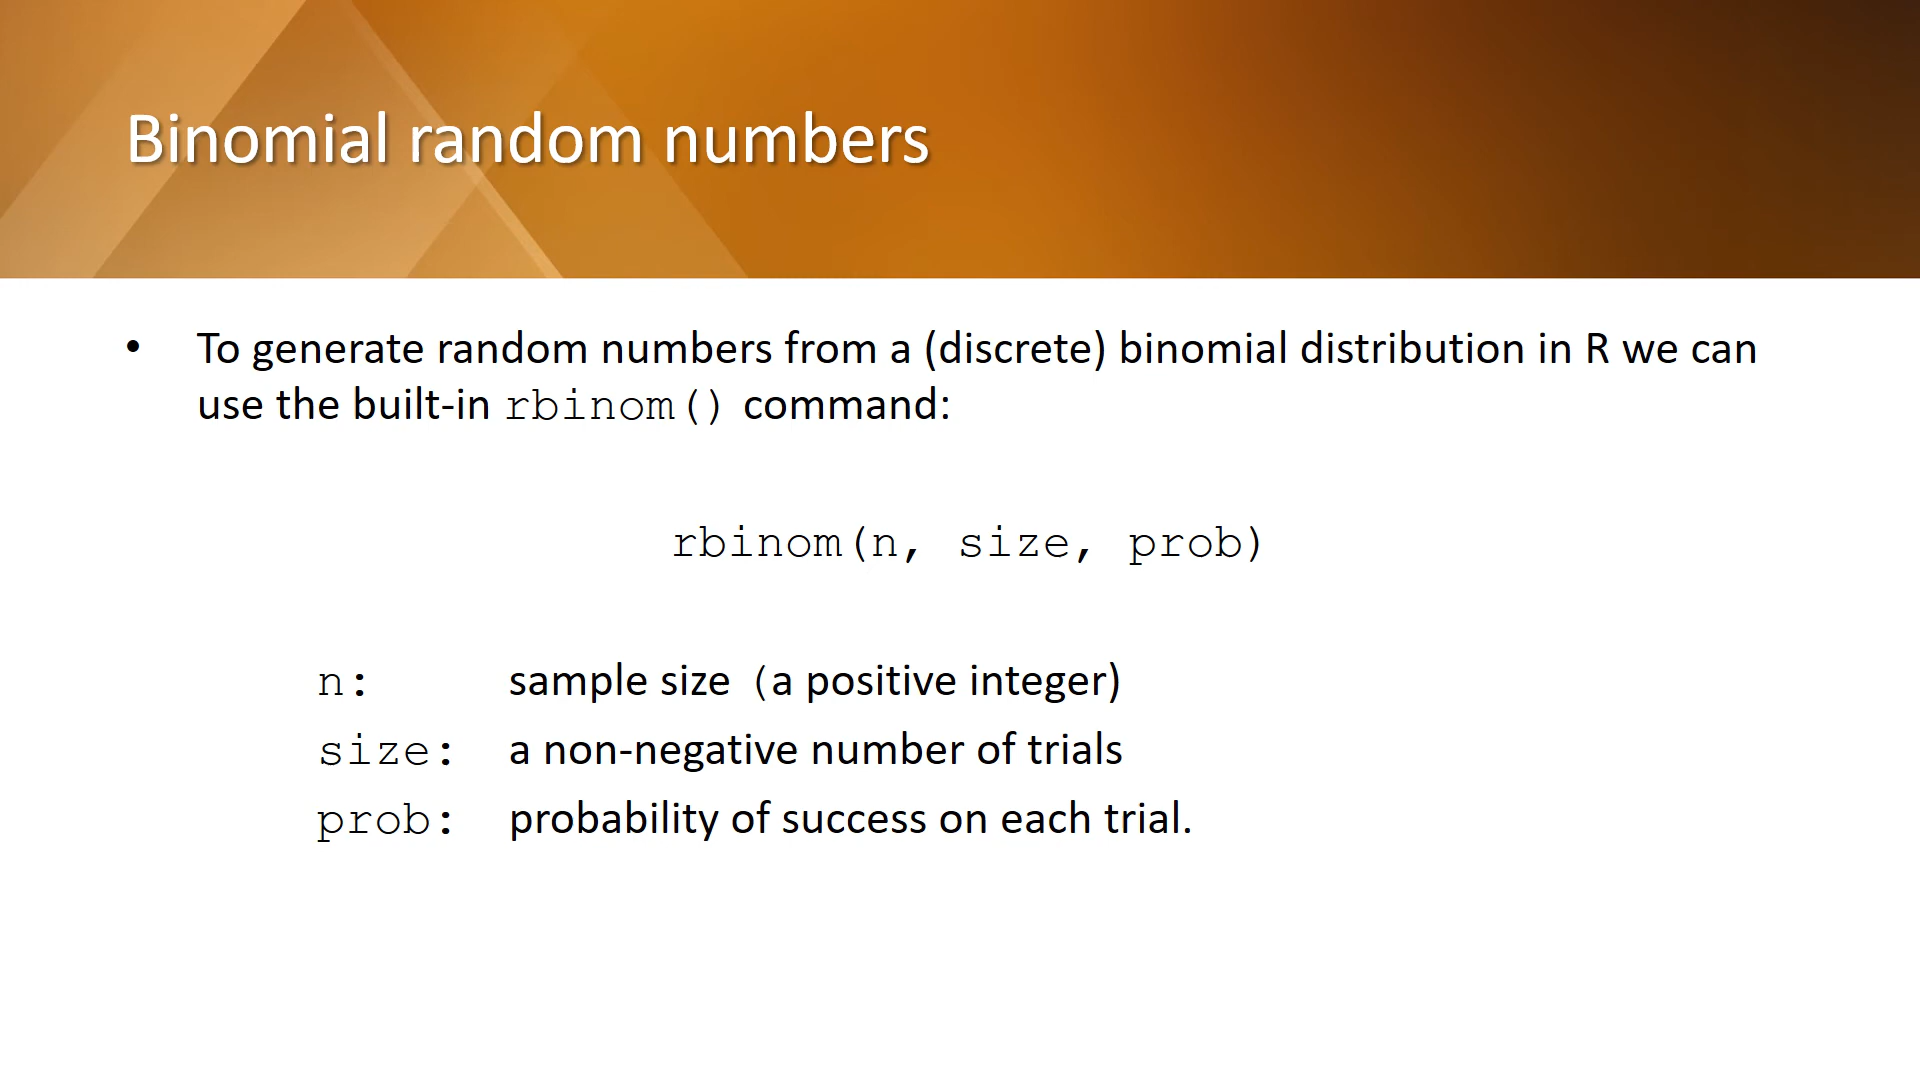 Binomial random numbers
• To generate random numbers from a (discrete) binomial distribution in R we can
use the built-in rbinom() command:
rbinom(n, size, prob)
n: sample size (a positive integer)
size: a non-negative number of trials
prob: probability of success on each trial.